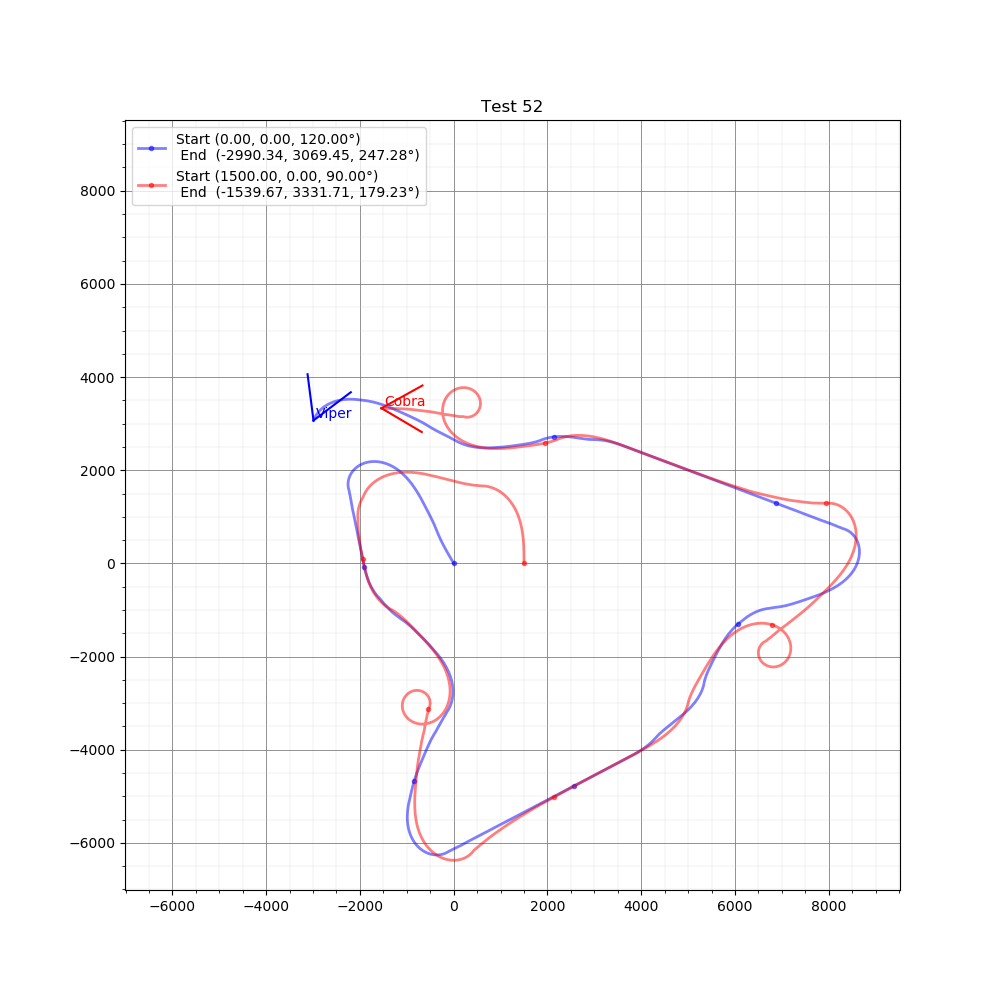 Test 52
Start (0.00, 0.00, 120.00°)
End (-2990.34, 3069.45, 247.28°)
Start (1500.00, 0.00, 90.00°)
End (-1539.67, 3331.71, 179.23°)
8000
6000
4000
2000
0
−2000
−4000
−6000
Cobra
Viper
−6000 −4000 −2000 0 2000 4000 6000 8000